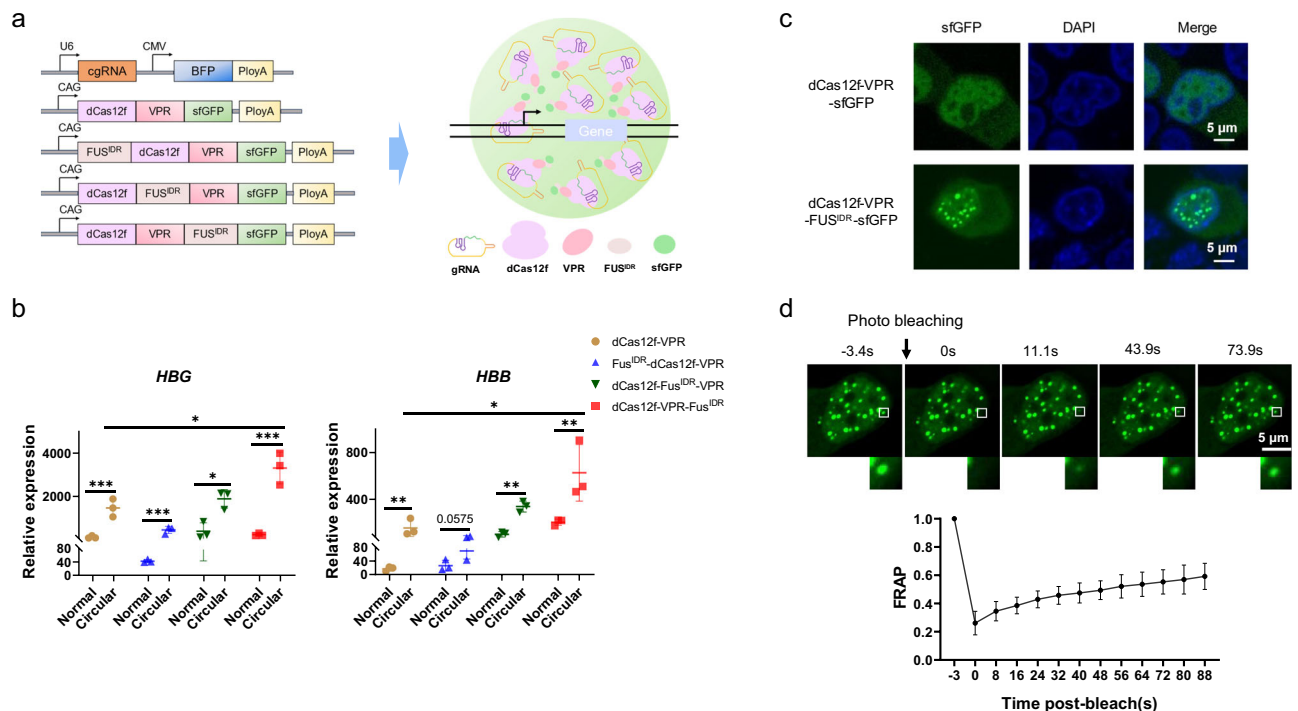 a
U6
CMV
cgRNA
BFP
PloyA
CAG
dCas12f
VPR
sfGFP
PloyA
CAG
FUSIDR
dCas12f
VPR
sfGFP
PloyA
CAG
dCas12f
FUSIDR
VPR
sfGFP
PloyA
CAG
dCas12f
VPR
FUSIDR
sfGFP
PloyA
Gene
gRNA
dCas12f
VPR
FUSIDR
sfGFP
b
dCas12f-VPR
FusIDR-dCas12f-VPR
dCas12f-FusIDR-VPR
dCas12f-VPR-FusIDR
HBG
Relative expression
4000
2000
80
40
0
***
***
*
***
*
Normal
Circular
Normal
Circular
Normal
Circular
Normal
Circular
HBB
Relative expression
800
400
80
40
0
**
0.0575
**
**
*
Normal
Circular
Normal
Circular
Normal
Circular
Normal
Circular
c
sfGFP
DAPI
Merge
dCas12f-VPR
-sfGFP
5 µm
dCas12f-VPR
-FUSIDR-sfGFP
5 µm
d
Photo bleaching
-3.4s
0s
11.1s
43.9s
73.9s
5 µm
FRAP
1.0
0.8
0.6
0.4
0.2
0.0
-3 0 8 16 24 32 40 48 56 64 72 80 88
Time post-bleach(s)